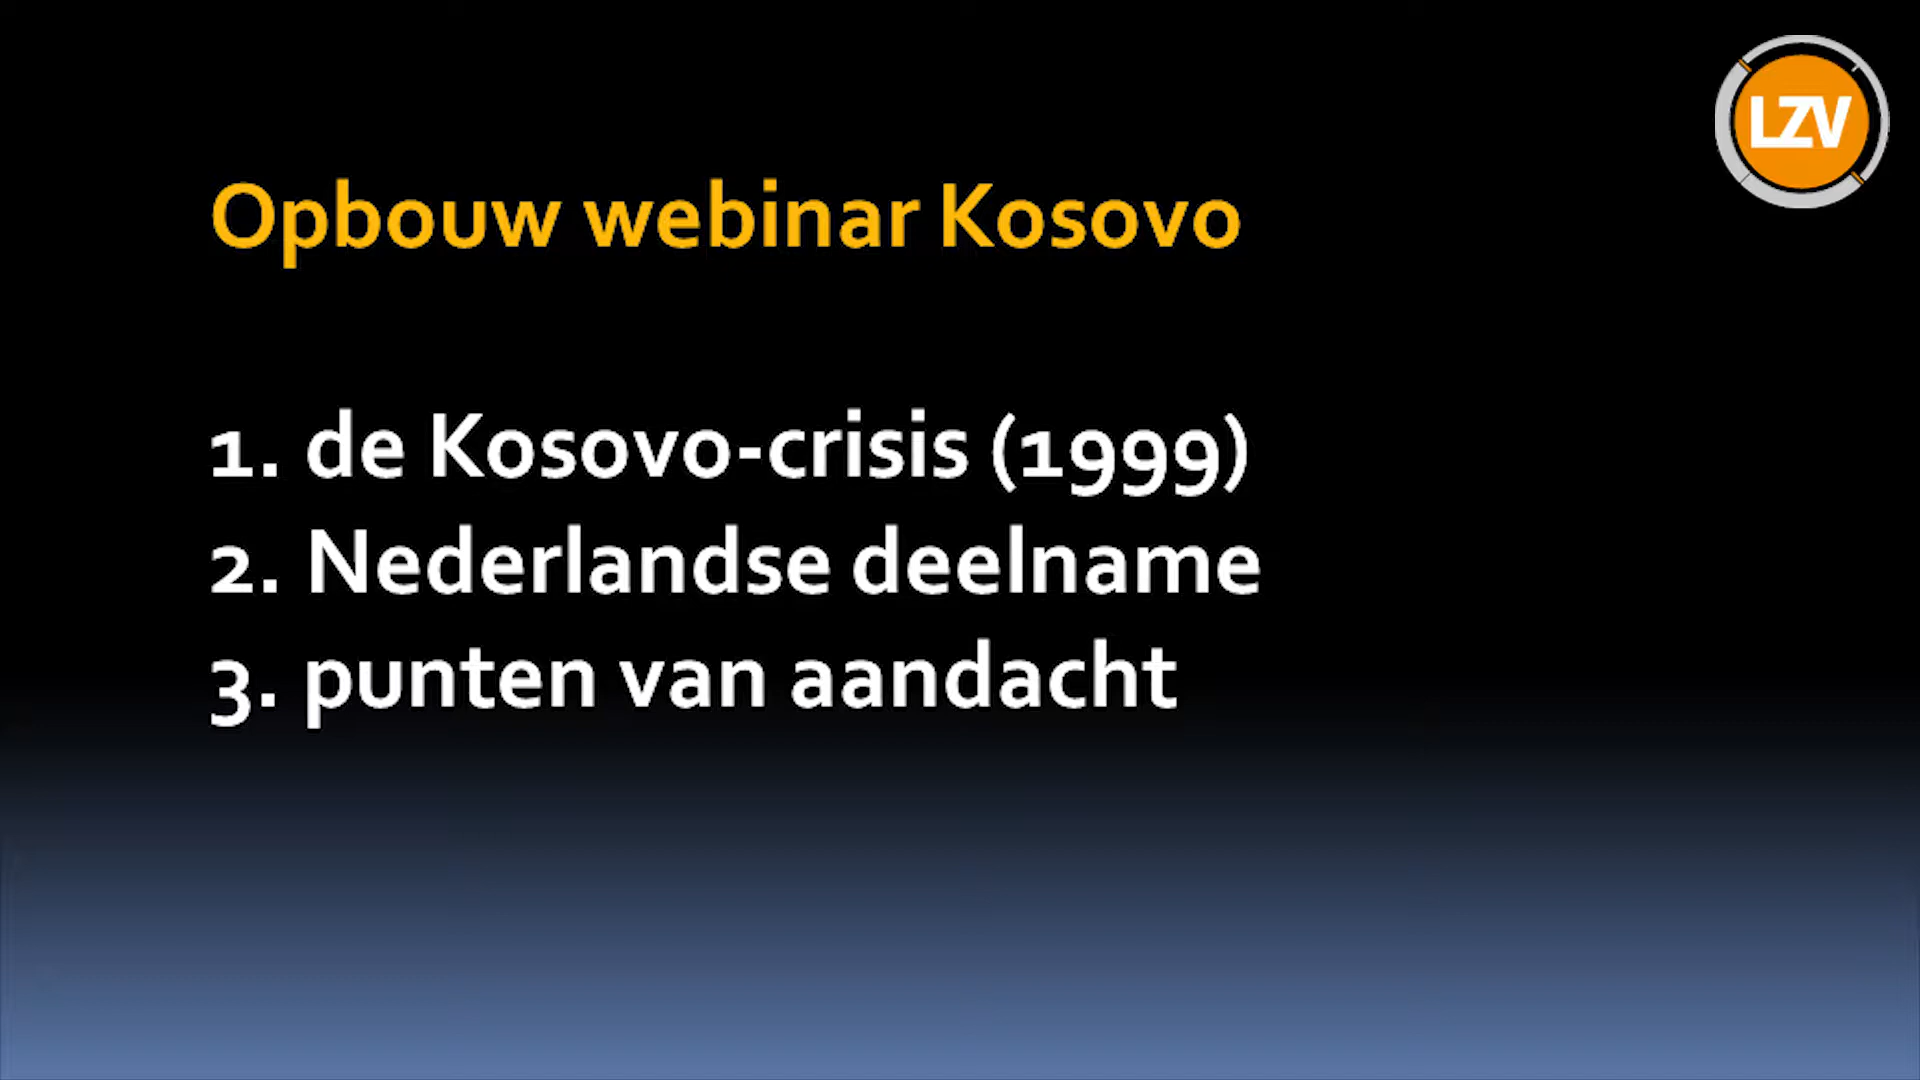 LZV
Opbouw webinar Kosovo
1. de Kosovo-crisis (1999)
2. Nederlandse deelname
3. punten van aandacht